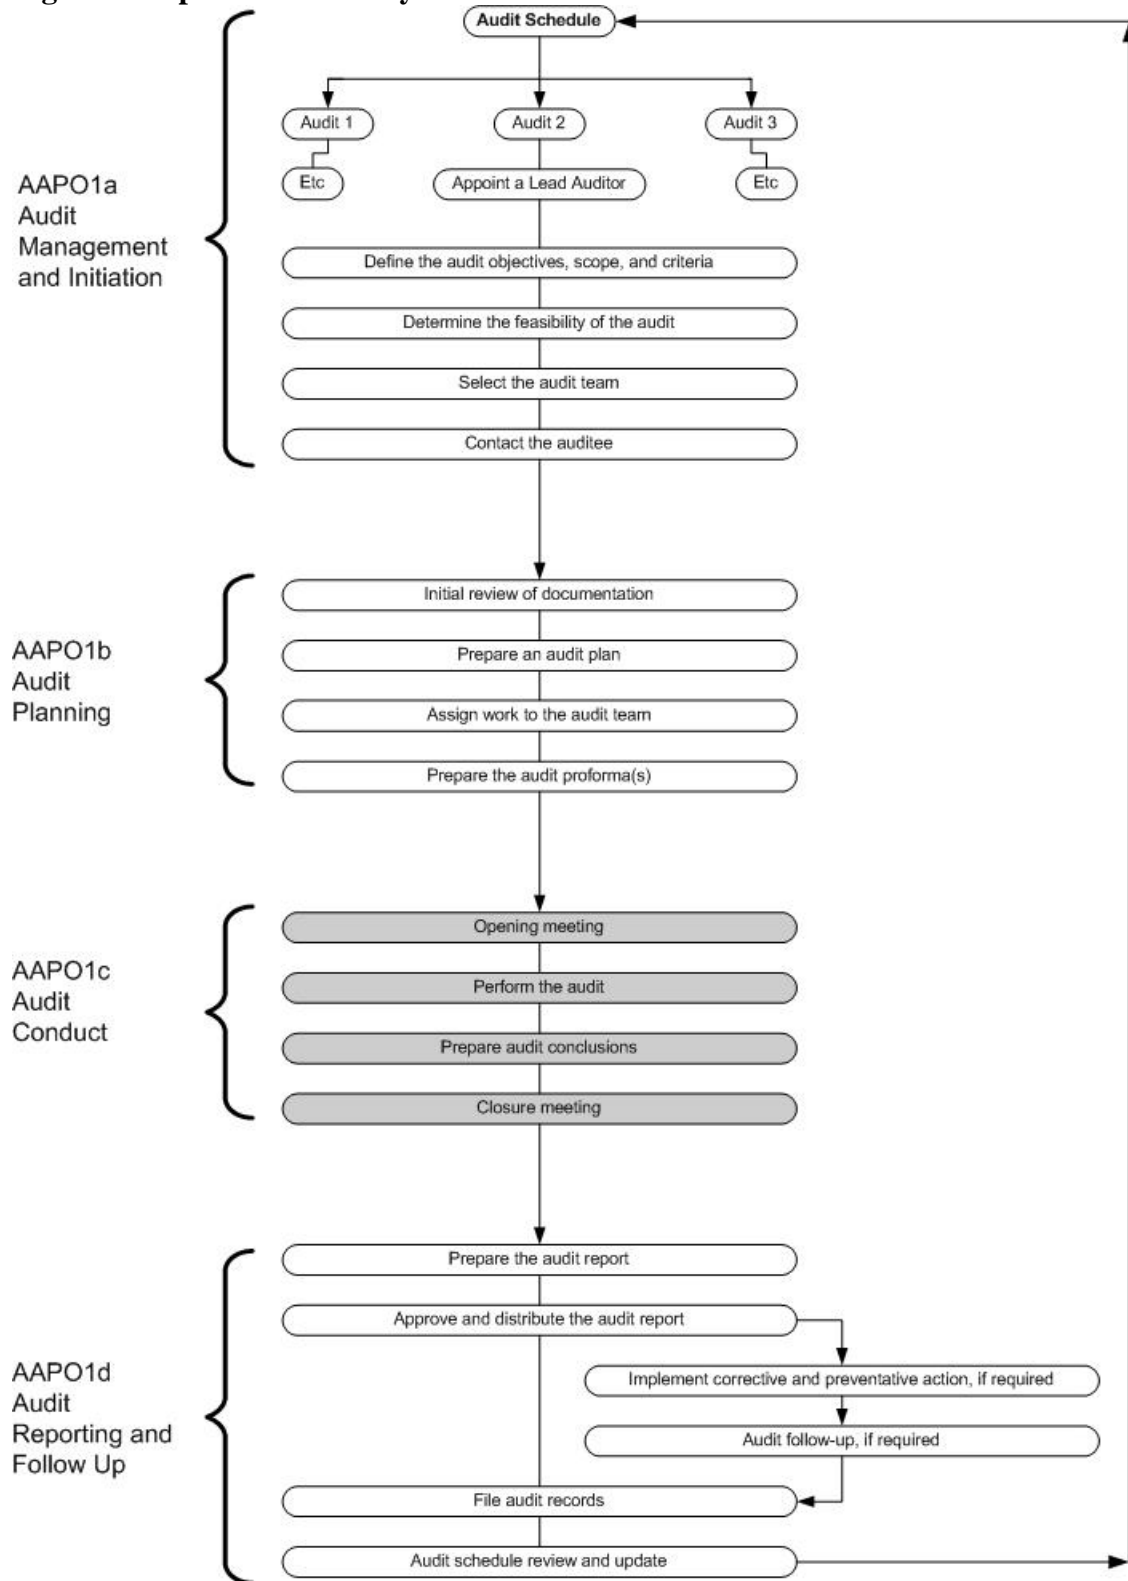 Audit Schedule
Audit 1
Audit 2
Audit 3
Etc
Appoint a Lead Auditor
Etc
AAPO1a
Audit
Management
and Initiation
Define the audit objectives, scope, and criteria
Determine the feasibility of the audit
Select the audit team
Contact the auditee
AAPO1b
Audit
Planning
Initial review of documentation
Prepare an audit plan
Assign work to the audit team
Prepare the audit proforma(s)
AAPO1c
Audit
Conduct
Opening meeting
Perform the audit
Prepare audit conclusions
Closure meeting
AAPO1d
Audit
Reporting and
Follow Up
Prepare the audit report
Approve and distribute the audit report
Implement corrective and preventative action, if required
Audit follow-up, if required
File audit records
Audit schedule review and update